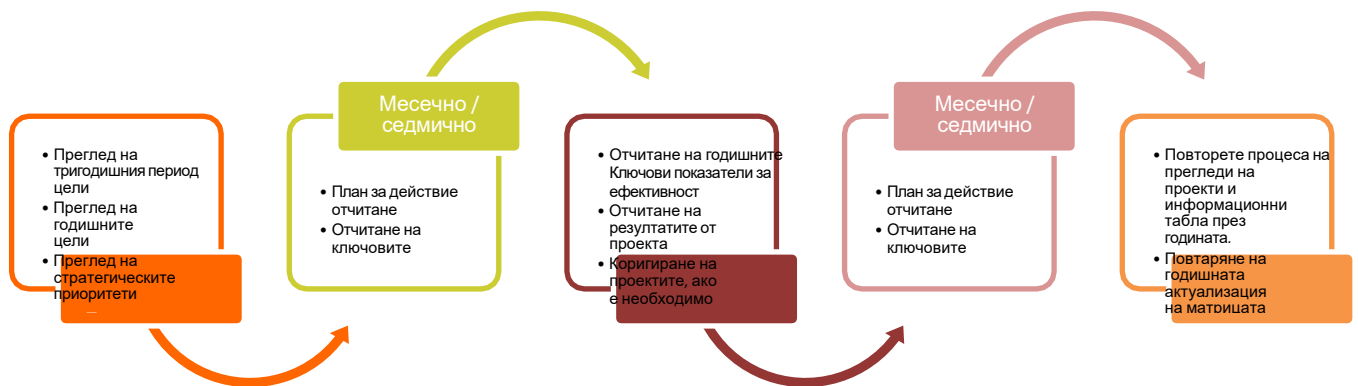 • Преглед на
тригодишния период
цели
• Преглед на
годишните
цели
• Преглед на
стратегическите
приоритети
Месечно /
седмично
• План за действие
отчитане
• Отчитане на
ключовите
• Отчитане на годишните
Ключови показатели за
ефективност
• Отчитане на
резултатите от
проекта
• Коригиране на
проектите, ако
е необходимо
Месечно /
седмично
• План за действие
отчитане
• Отчитане на
ключовите
• Повторете процеса на
прегледи на
проекти и
информационни
табла през
годината.
• Повтаряне на
годишната
актуализация
на матрицата